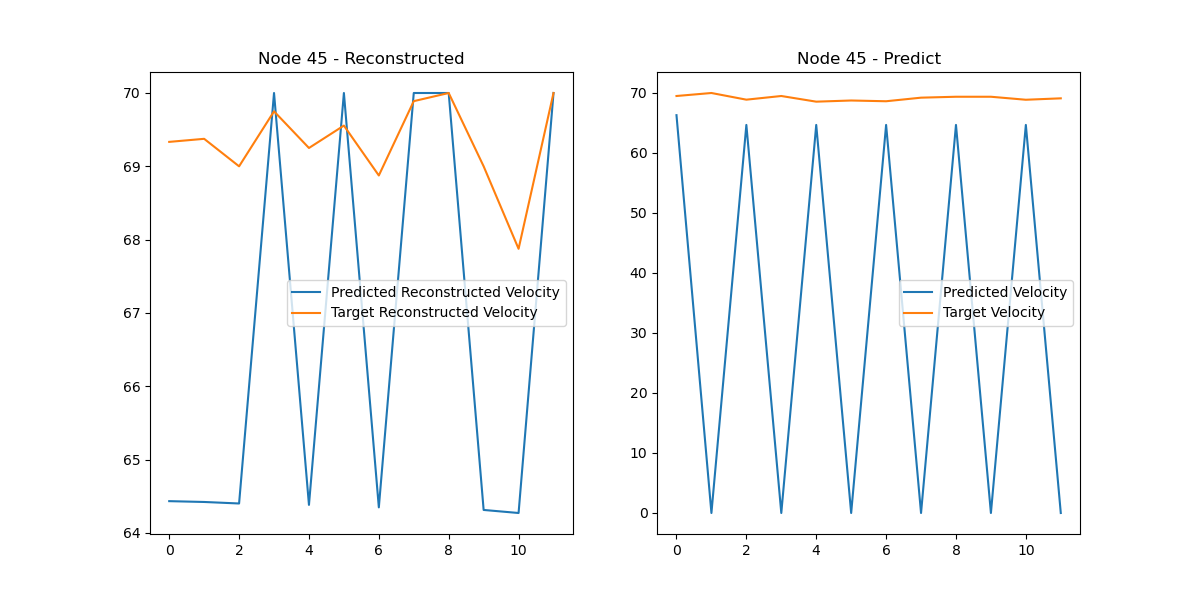 Node 45 - Reconstructed
70
69
68
67
66
65
64
0 2 4 6 8 10
Predicted Reconstructed Velocity
Target Reconstructed Velocity
Node 45 - Predict
70
60
50
40
30
20
10
0
0 2 4 6 8 10
Predicted Velocity
Target Velocity